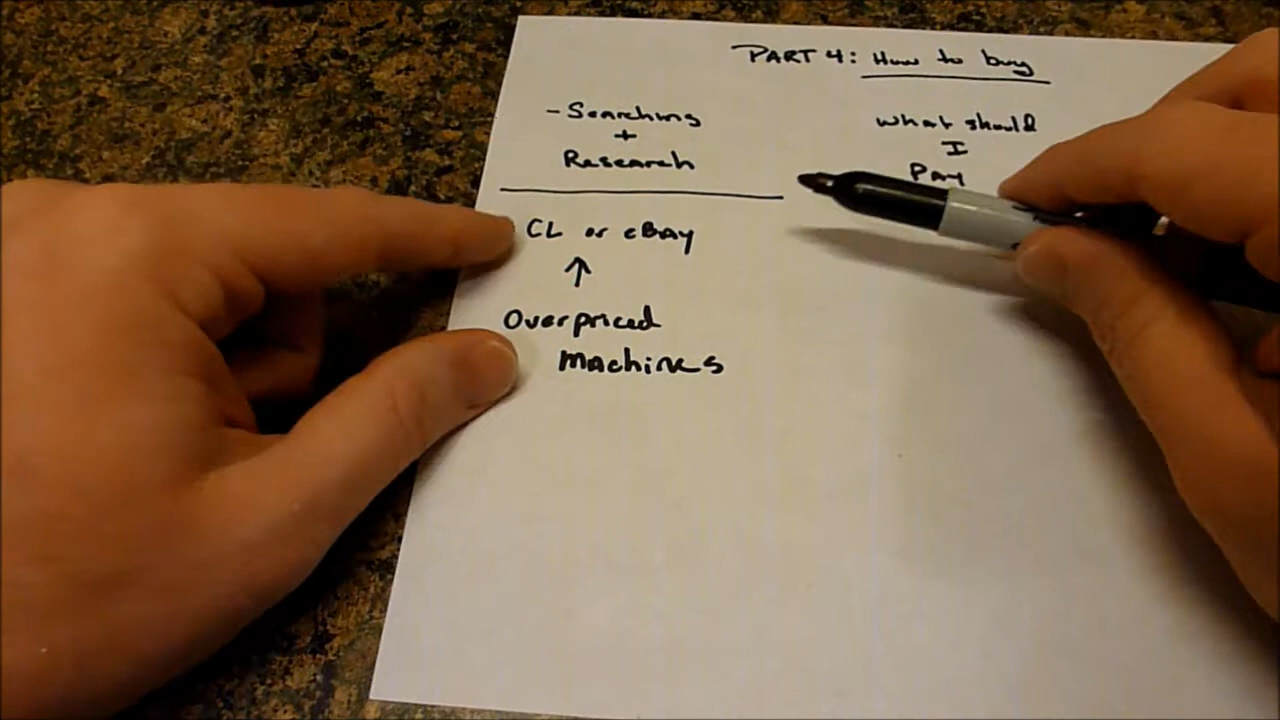 PART 4: How to buy
- Searching
+
Research
CL or eBay
↑
Overpriced
Machines
What should
I
Pay